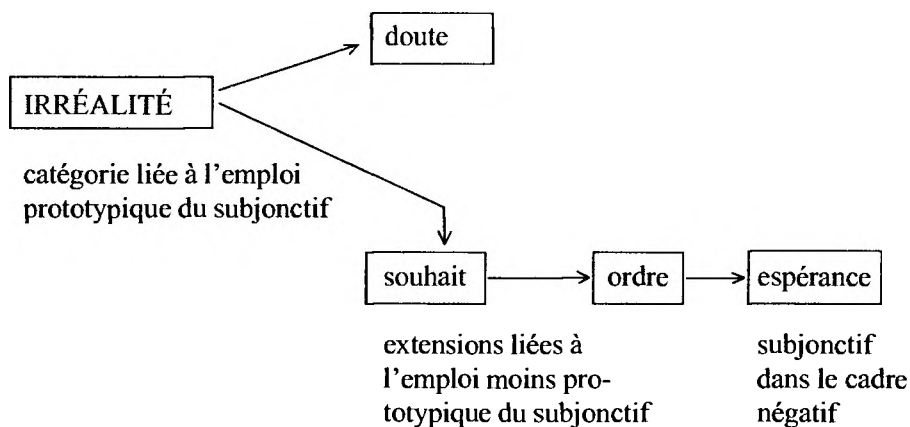 doute
IRRÉALITÉ
catégorie liée à l'emploi
prototypique du subjonctif
souhait
ordre
espérance
extensions liées à
l'emploi moins pro-
totypique du subjonctif
subjonctif
dans le cadre
négatif